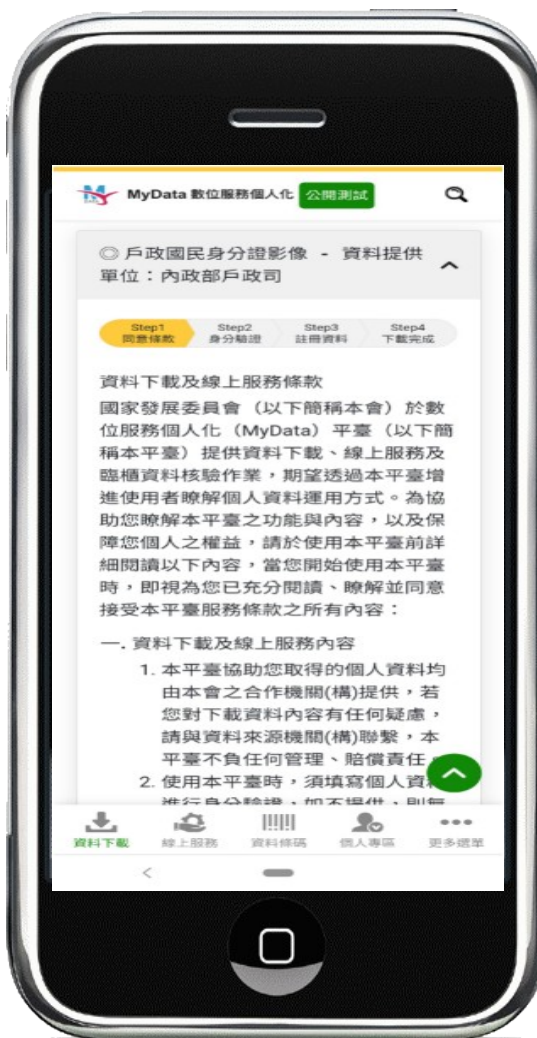 MyData 數位服務個人化 公開測試
◎ 戶政國民身分證影像 - 資料提供
單位：內政部戶政司
Step1 Step2 Step3 Step4
同意條款 身分驗證 註冊資料 下載完成
資料下載及線上服務條款
國家發展委員會（以下簡稱本會）於數
位服務個人化（MyData）平臺（以下簡
稱本平臺）提供資料下載、線上服務及
臨櫃資料核驗作業，期望透過本平臺增
進使用者瞭解個人資料運用方式。為協
助您瞭解本平臺之功能與內容，以及保
障您個人之權益，請於使用本平臺前詳
細閱讀以下內容，當您開始使用本平臺
時，即視為您已充分閱讀、瞭解並同意
接受本平臺服務條款之所有內容：
一. 資料下載及線上服務內容
1. 本平臺協助您取得的個人資料均
由本會之合作機關(構)提供，若
您對下載資料內容有任何疑慮，
請與資料來源機關(構)聯繫，本
平臺不負任何管理、賠償責任。
2. 使用本平臺時，須填寫個人資料
進行身分驗證，如不提供，則無
資料下載 線上服務 資料條碼 個人專區 更多選單